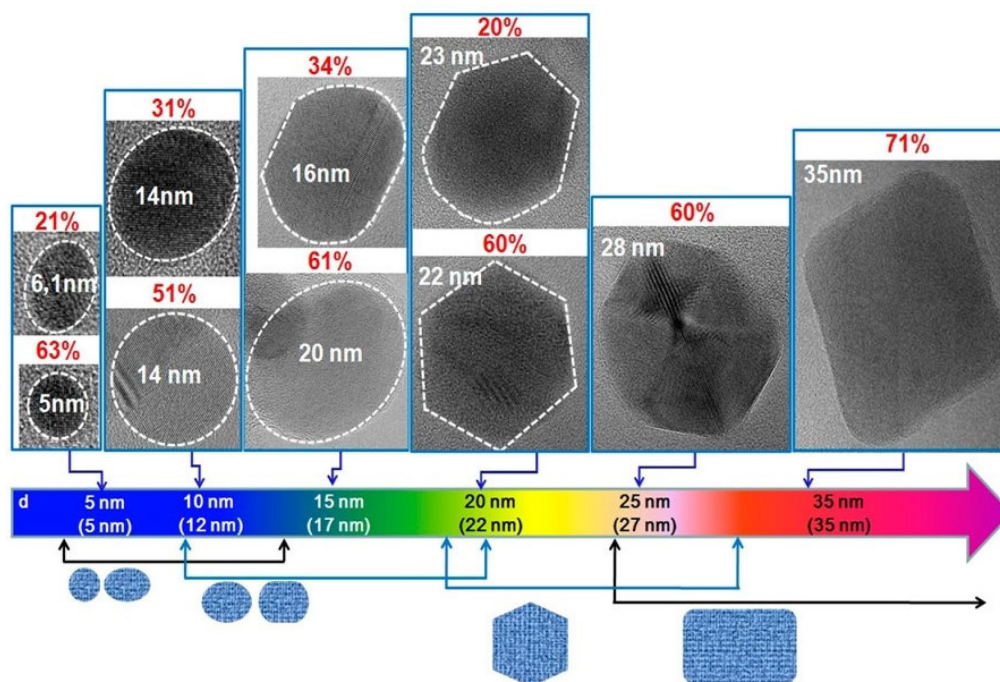 21%
6,1nm
63%
5nm
31%
14nm
51%
14 nm
34%
16nm
61%
20 nm
20%
23 nm
60%
22 nm
60%
28 nm
71%
35nm
d 5 nm 10 nm 15 nm 20 nm 25 nm 35 nm
(5 nm) (12 nm) (17 nm) (22 nm) (27 nm) (35 nm)